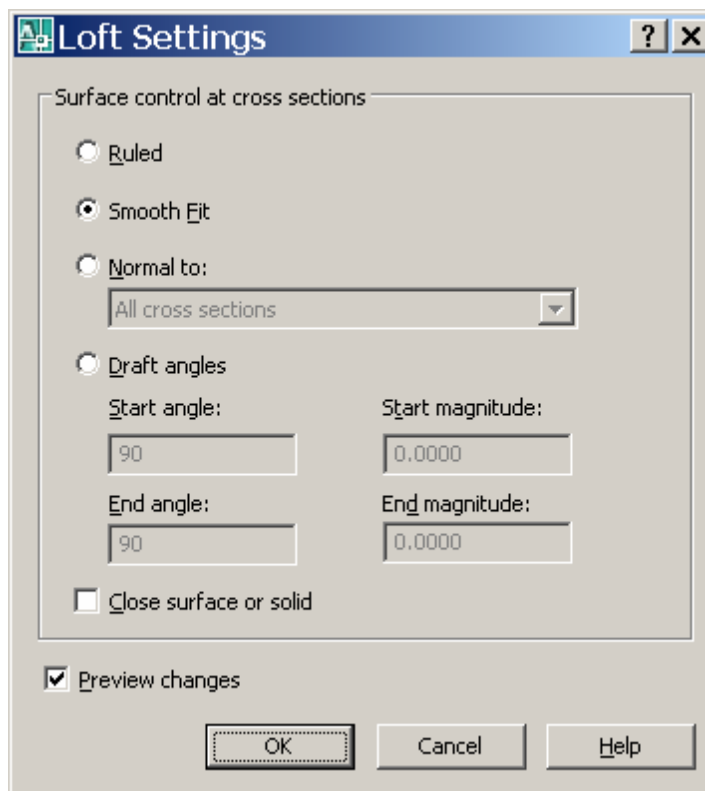 Loft Settings
Surface control at cross sections
Ruled
Smooth Fit
Normal to:
All cross sections
Draft angles
Start angle: Start magnitude:
90 0.0000
End angle: End magnitude:
90 0.0000
Close surface or solid
Preview changes
OK Cancel Help